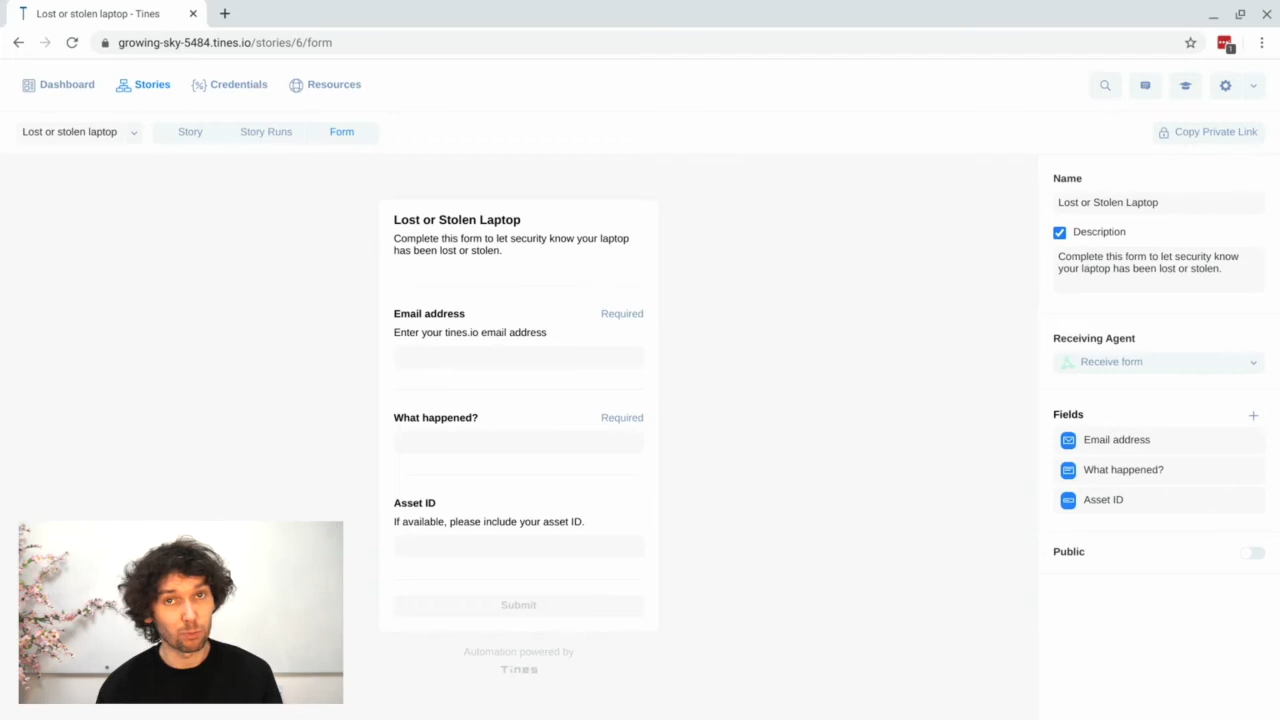 Lost or stolen laptop - Tines
growing-sky-5484.tines.io/stories/6/form
1
Dashboard
Stories
Credentials
Resources
Lost or stolen laptop
Story
Story Runs
Form
Copy Private Link
Lost or Stolen Laptop
Complete this form to let security know your laptop
has been lost or stolen.
Email address
Required
Enter your tines.io email address
What happened?
Required
Asset ID
If available, please include your asset ID.
Submit
Automation powered by
Tines
Name
Lost or Stolen Laptop
Description
Complete this form to let security know
your laptop has been lost or stolen.
Receiving Agent
Receive form
Fields
Email address
What happened?
Asset ID
Public